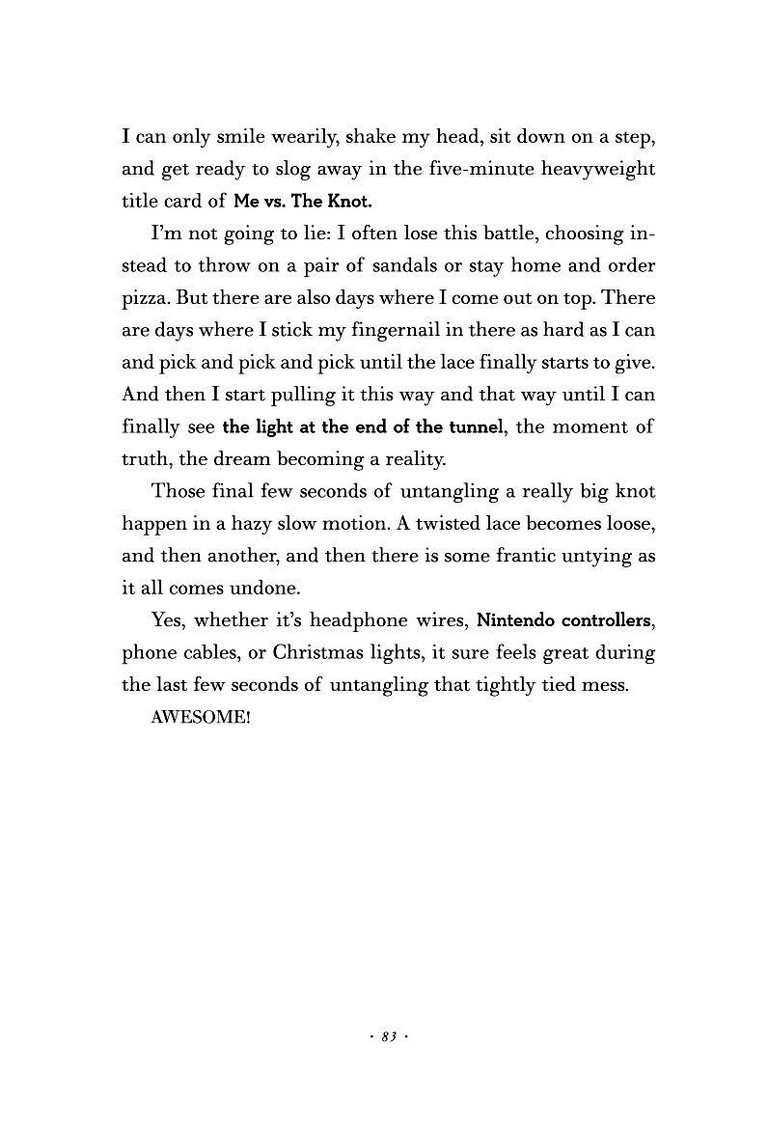 I can only smile wearily, shake my head, sit down on a step,
and get ready to slog away in the five-minute heavyweight
title card of Me vs. The Knot.
I'm not going to lie: I often lose this battle, choosing in-
stead to throw on a pair of sandals or stay home and order
pizza. But there are also days where I come out on top. There
are days where I stick my fingernail in there as hard as I can
and pick and pick and pick until the lace finally starts to give.
And then I start pulling it this way and that way until I can
finally see the light at the end of the tunnel, the moment of
truth, the dream becoming a reality.
Those final few seconds of untangling a really big knot
happen in a hazy slow motion. A twisted lace becomes loose,
and then another, and then there is some frantic untying as
it all comes undone.
Yes, whether it's headphone wires, Nintendo controllers,
phone cables, or Christmas lights, it sure feels great during
the last few seconds of untangling that tightly tied mess.
AWESOME!
· 83 ·